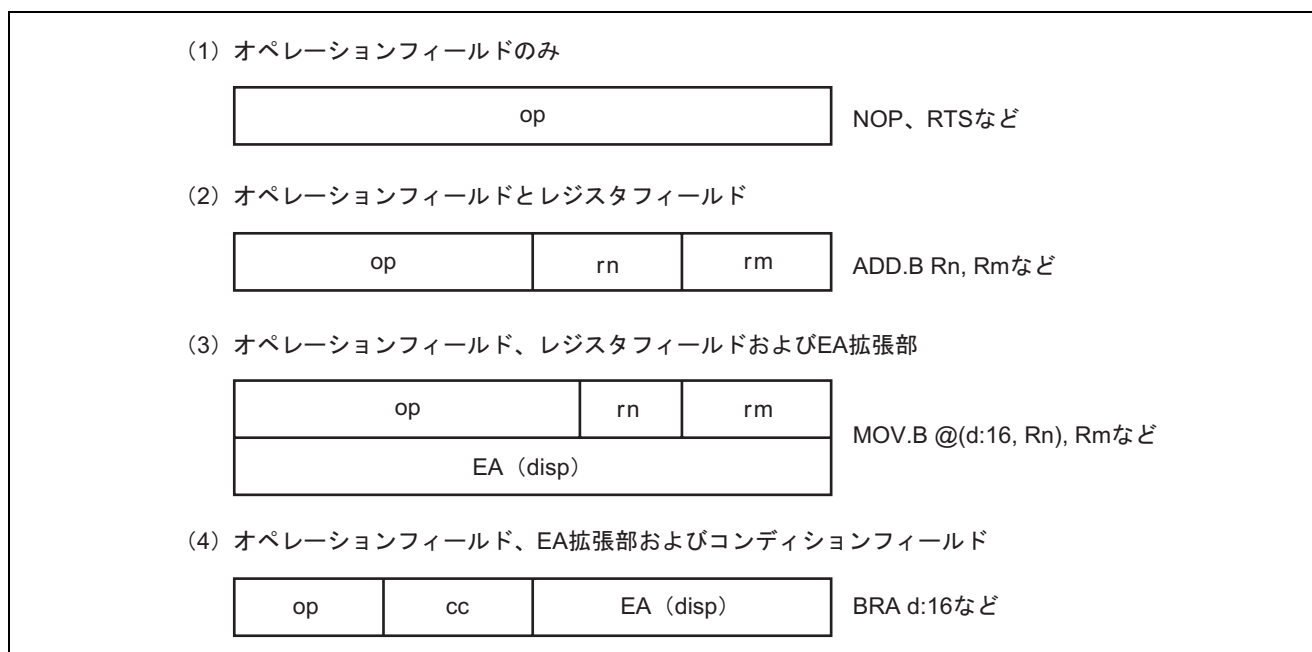 (1) オペレーションフィールドのみ
op
NOP、RTSなど
(2) オペレーションフィールドとレジスタフィールド
op rn rm
ADD.B Rn, Rmなど
(3) オペレーションフィールド、レジスタフィールドおよびEA拡張部
op rn rm
EA(disp)
MOV.B @(d:16, Rn), Rmなど
(4) オペレーションフィールド、EA拡張部およびコンディションフィールド
op cc EA(disp)
BRA d:16など